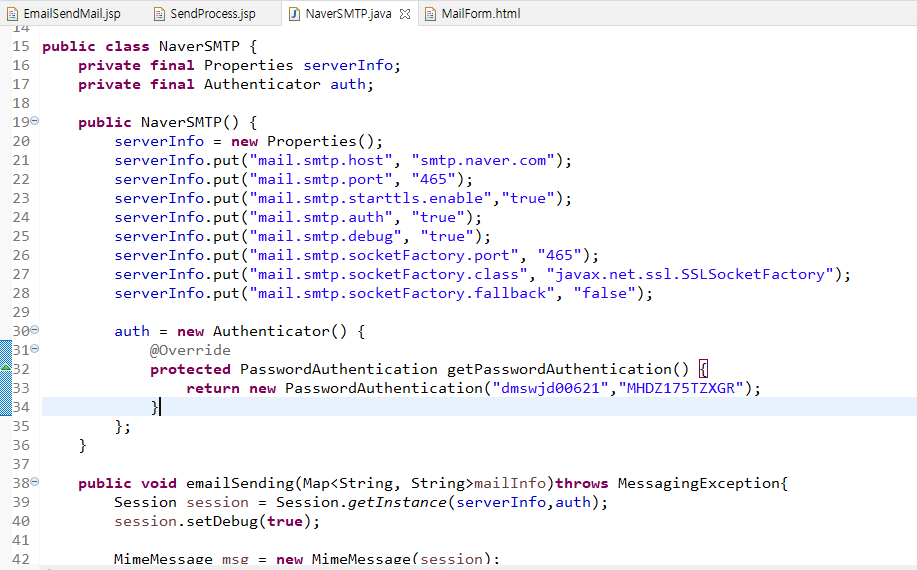 EmailSendMail.jsp SendProcess.jsp NaverSMTP.java MailForm.html
14
15 public class NaverSMTP {
16 private final Properties serverInfo;
17 private final Authenticator auth;
18
19 public NaverSMTP() {
20 serverInfo = new Properties();
21 serverInfo.put("mail.smtp.host", "smtp.naver.com");
22 serverInfo.put("mail.smtp.port", "465");
23 serverInfo.put("mail.smtp.starttls.enable","true");
24 serverInfo.put("mail.smtp.auth", "true");
25 serverInfo.put("mail.smtp.debug", "true");
26 serverInfo.put("mail.smtp.socketFactory.port", "465");
27 serverInfo.put("mail.smtp.socketFactory.class", "javax.net.ssl.SSLSocketFactory");
28 serverInfo.put("mail.smtp.socketFactory.fallback", "false");
29
30 auth = new Authenticator() {
31 @Override
32 protected PasswordAuthentication getPasswordAuthentication() {
33 return new PasswordAuthentication("dmswjd00621","MHDZ175TZXGR");
34 }
35 };
36 }
37
38 public void emailSending(Map<String, String>mailInfo)throws MessagingException{
39 Session session = Session.getInstance(serverInfo,auth);
40 session.setDebug(true);
41
42 MimeMessage msg = new MimeMessage(session);